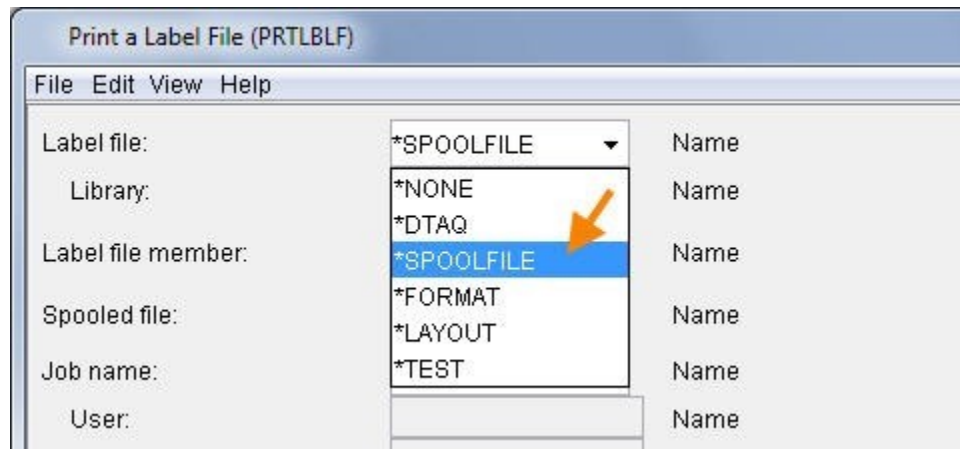 Print a Label File (PRTLBLF)
File Edit View Help
Label file: *SPOOLFILE Name
Library: *NONE Name
*DTAQ
Label file member: *SPOOLFILE Name
*FORMAT
Spooled file: Name
*LAYOUT
Job name: *TEST Name
User: Name